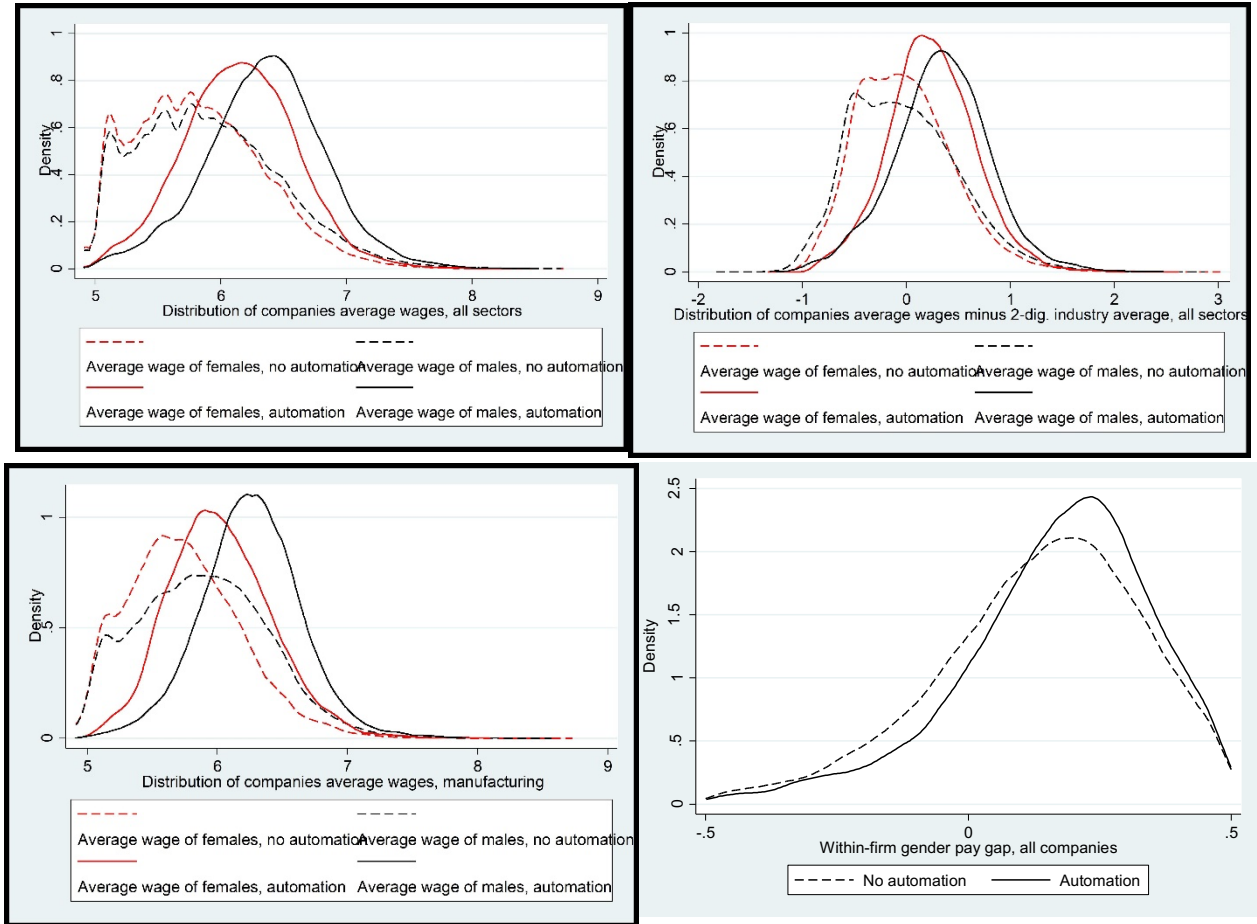 1
.8
.6
Density
.4
.2
0
5
6
7
8
9
Distribution of companies average wages, all sectors
Average wage of females, no automation
Average wage of males, no automation
Average wage of females, automation
Average wage of males, automation
1
.8
.6
Density
.4
.2
0
-2
-1
0
1
2
3
Distribution of companies average wages minus 2-dig. industry average, all sectors
Average wage of females, no automation
Average wage of males, no automation
Average wage of females, automation
Average wage of males, automation
1
Density
.5
0
5
6
7
8
9
Distribution of companies average wages, manufacturing
Average wage of females, no automation
Average wage of males, no automation
Average wage of females, automation
Average wage of males, automation
2.5
2
1.5
Density
1
.5
0
-.5
0
.5
Within-firm gender pay gap, all companies
No automation
Automation